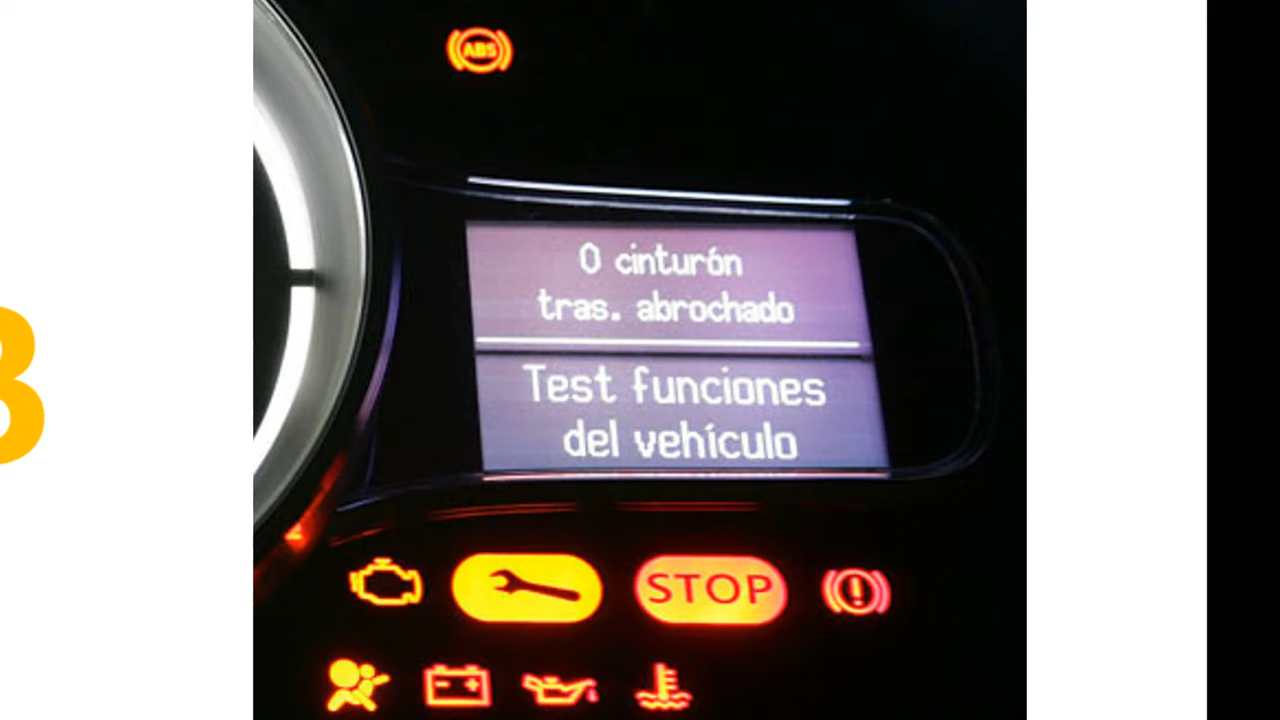 ABS
0 cinturón
tras. abrochado
Test funciones
del vehículo
STOP